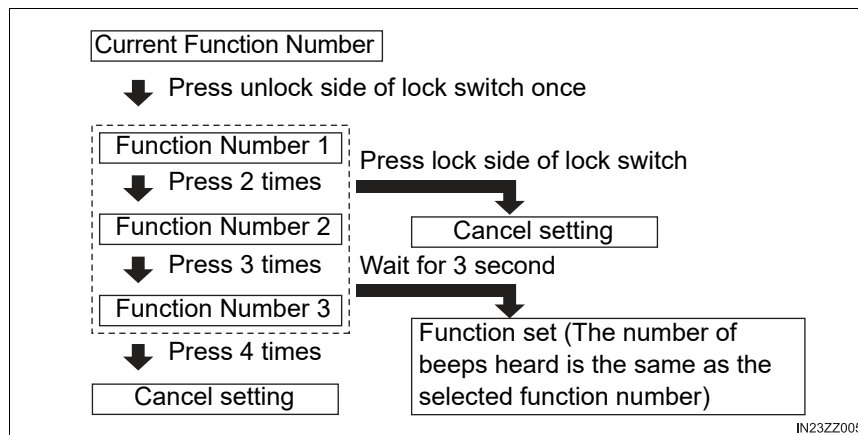 Current Function Number
Press unlock side of lock switch once
Function Number 1
Press lock side of lock switch
Press 2 times
Function Number 2
Cancel setting
Press 3 times
Wait for 3 second
Function Number 3
Function set (The number of
beeps heard is the same as the
selected function number)
Press 4 times
Cancel setting
IN23ZZ005